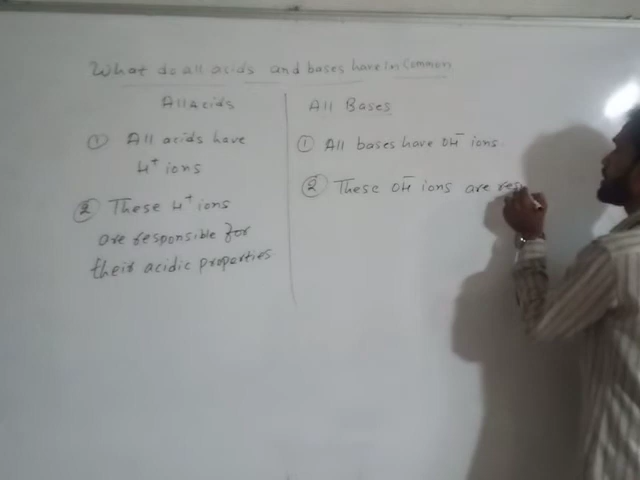 What do all acids and bases have in common
All Acids
① All acids have
H⁺ ions
② These H⁺ ions
are responsible for
their acidic properties
All Bases
① All bases have OH⁻ ions.
② These OH⁻ ions are res